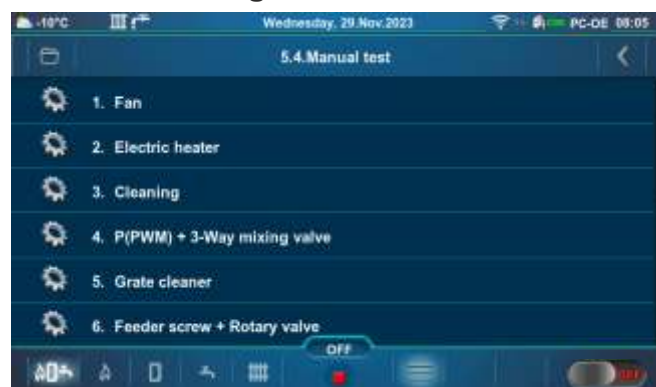 -10°C Wednesday, 29.Nov.2023 PC-OE 08:05
5.4.Manual test
1. Fan
2. Electric heater
3. Cleaning
4. P(PWM) + 3-Way mixing valve
5. Grate cleaner
6. Feeder screw + Rotary valve
OFF
OFF